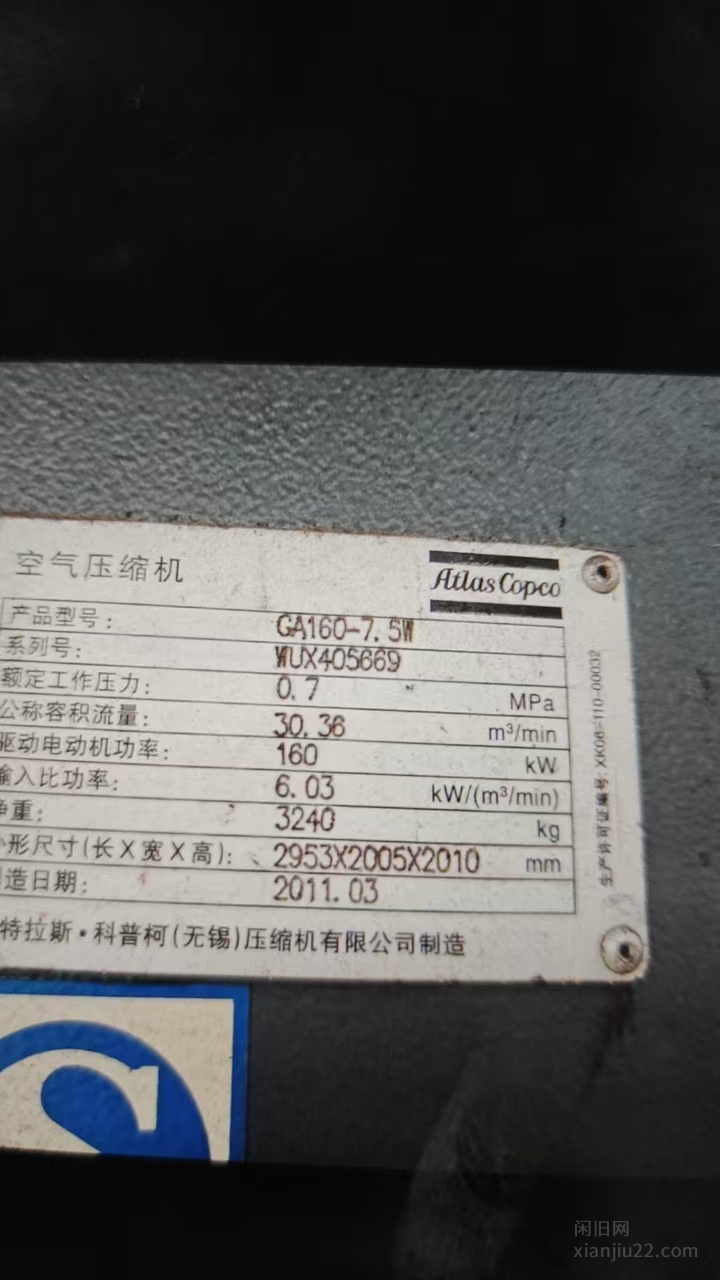 空气压缩机
Atlas Copco
产品型号: GA160-7.5W
系列号: WUX405669
额定工作压力: 0.7 MPa
公称容积流量: 30.36 m³/min
驱动电动机功率: 160 kW
输入比功率: 6.03 kW/(m³/min)
净重: 3240 kg
外形尺寸(长X宽X高): 2953X2005X2010 mm
制造日期: 2011.03
特拉斯·科普柯(无锡)压缩机有限公司制造
生产许可证编号: XK06-110-00032
S
闲旧网
xianjiu22.com